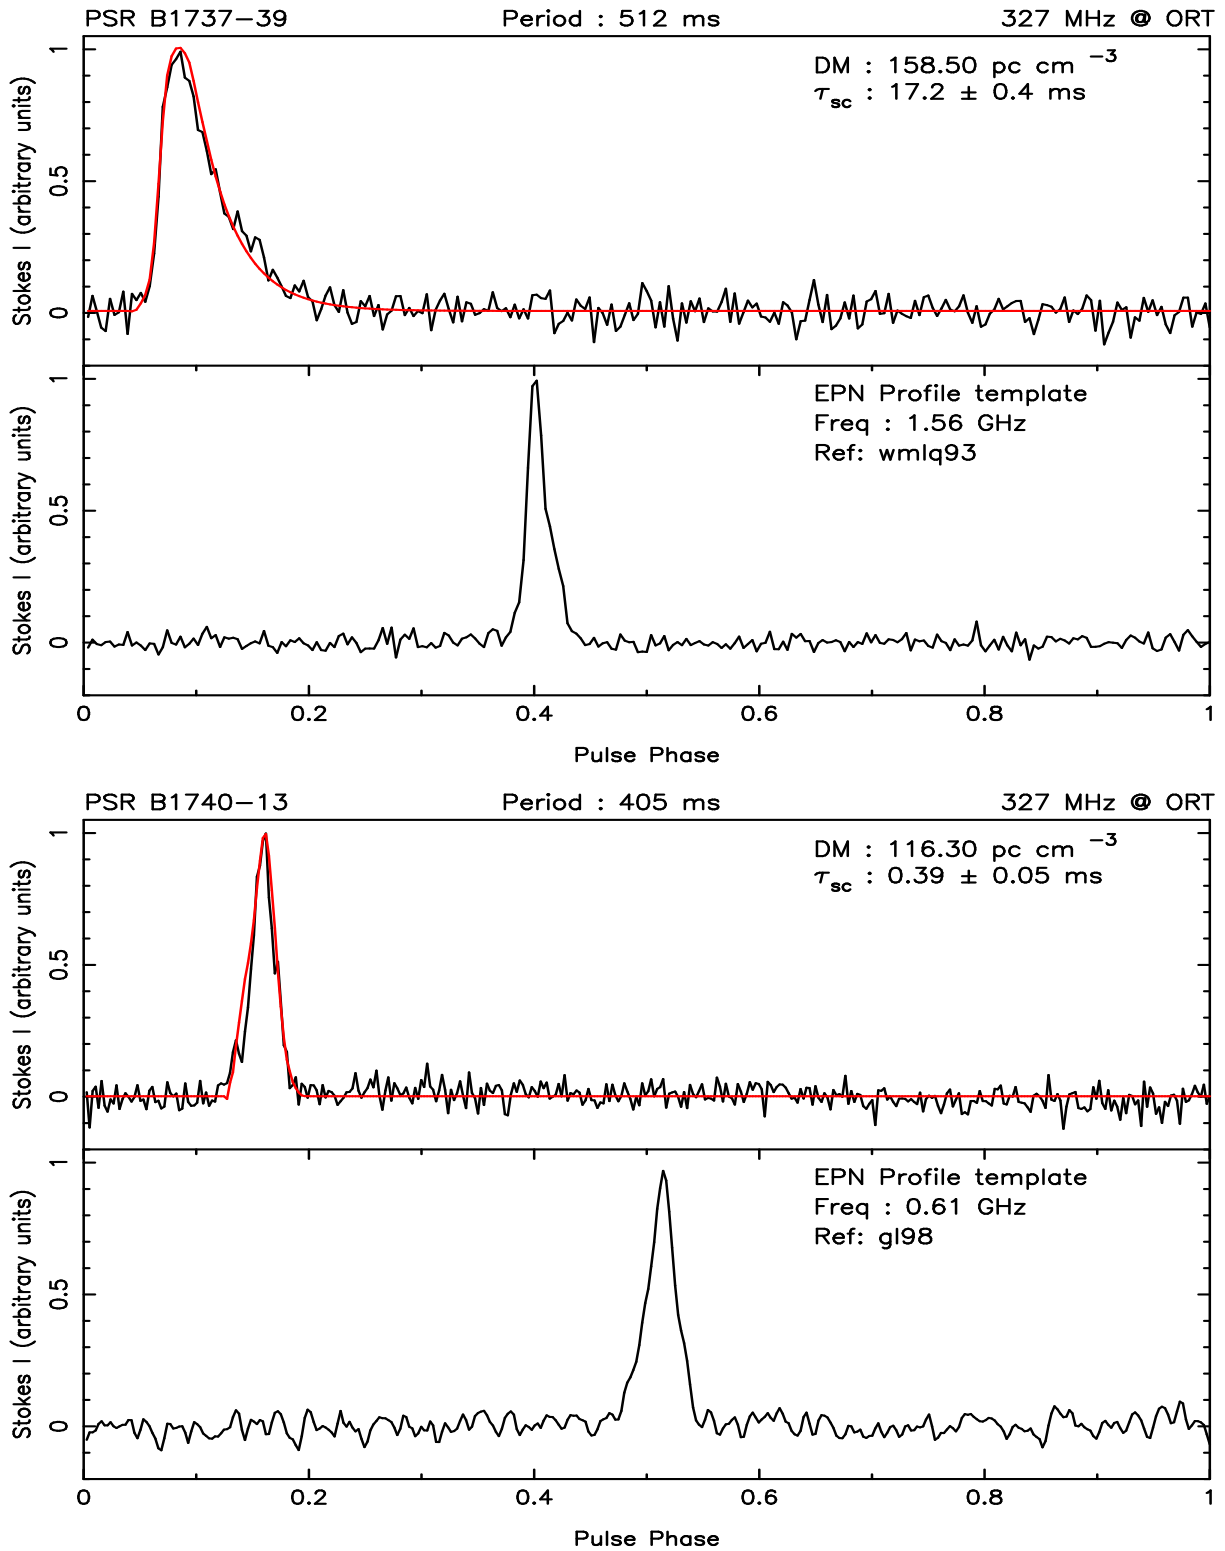 PSR B1737−39 Period : 512 ms 327 MHz @ ORT
DM : 158.50 pc cm −3
τsc : 17.2 ± 0.4 ms
Stokes I (arbitrary units)
1
0.5
0
EPN Profile template
Freq : 1.56 GHz
Ref: wmlq93
Stokes I (arbitrary units)
1
0.5
0
0 0.2 0.4 0.6 0.8 1
Pulse Phase
PSR B1740−13 Period : 405 ms 327 MHz @ ORT
DM : 116.30 pc cm −3
τsc : 0.39 ± 0.05 ms
Stokes I (arbitrary units)
1
0.5
0
EPN Profile template
Freq : 0.61 GHz
Ref: gl98
Stokes I (arbitrary units)
1
0.5
0
0 0.2 0.4 0.6 0.8 1
Pulse Phase